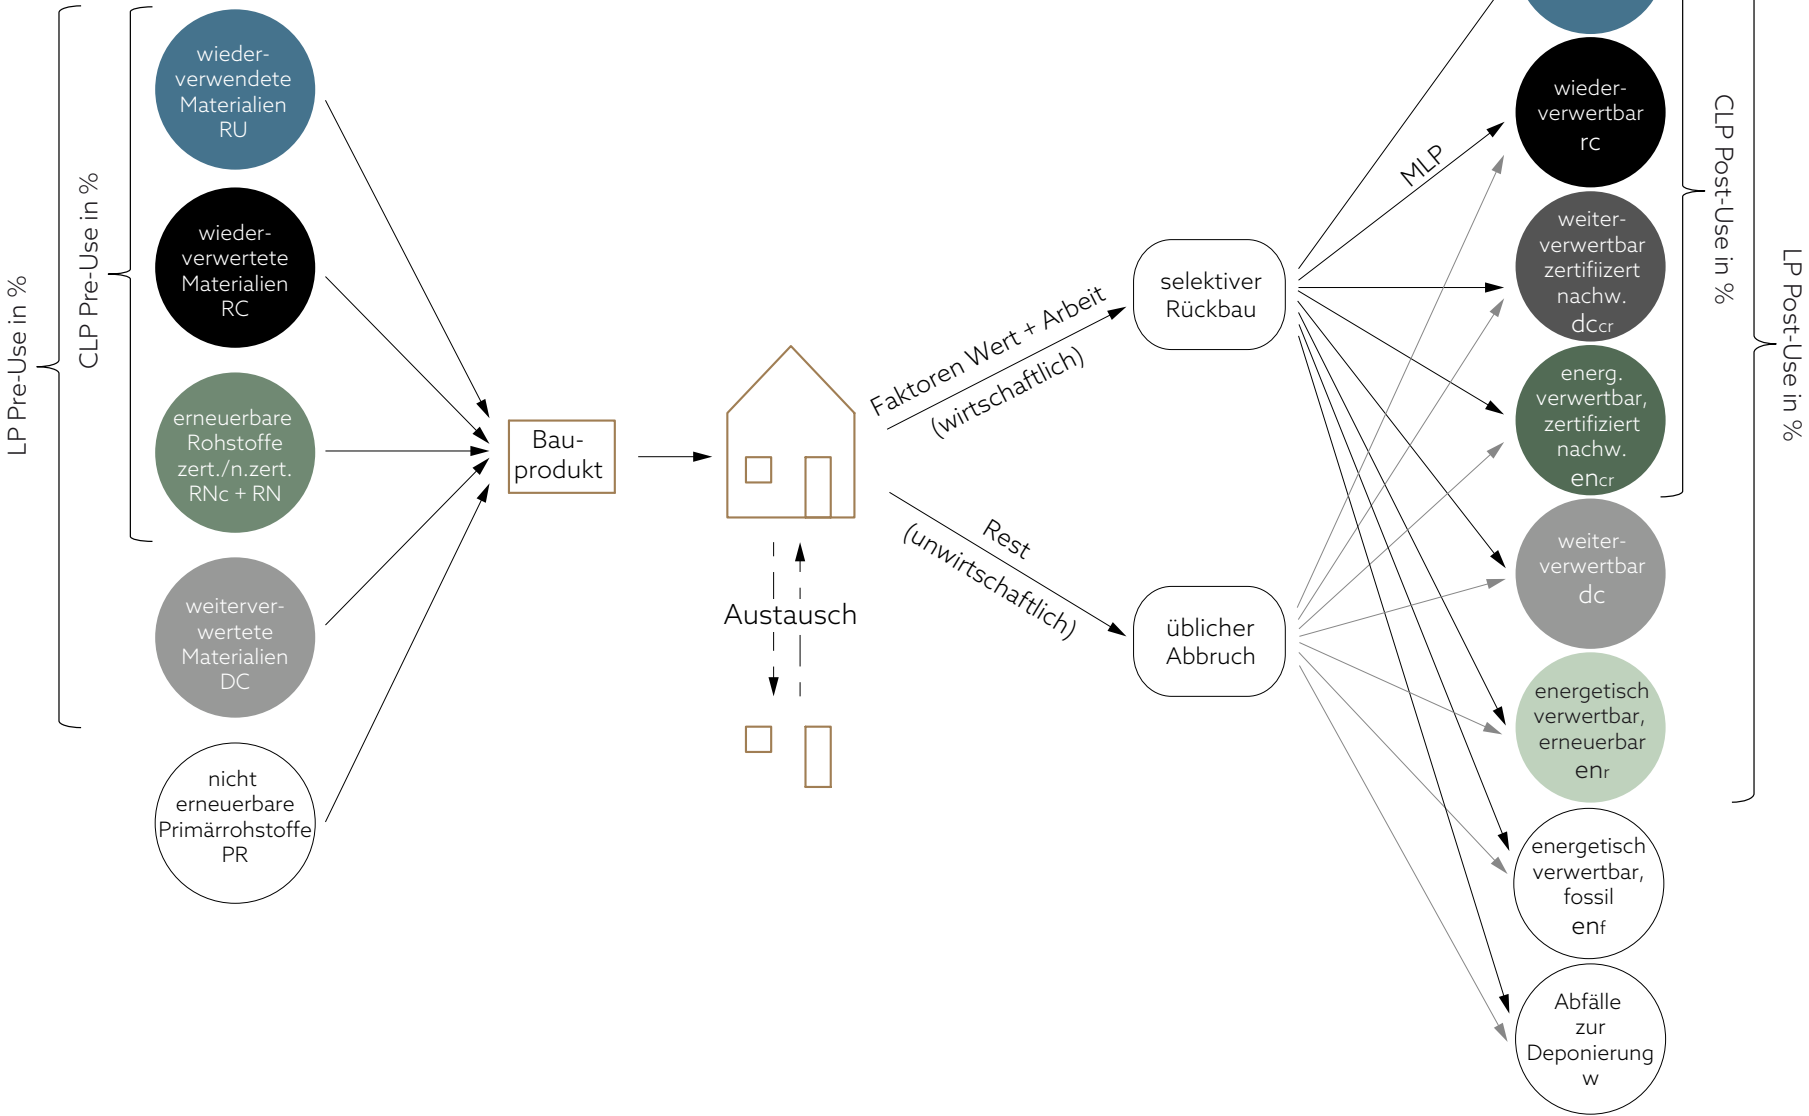 LP Pre-Use in %
CLP Pre-Use in %
wieder-
verwendete
Materialien
RU
wieder-
verwertete
Materialien
RC
erneuerbare
Rohstoffe
zert./n.zert.
RNc + RN
weiterver-
wertete
Materialien
DC
nicht
erneuerbare
Primärrohstoffe
PR
Bau-
produkt
Austausch
Faktoren Wert + Arbeit
(wirtschaftlich)
Rest
(unwirtschaftlich)
selektiver
Rückbau
üblicher
Abbruch
MLP
wieder-
verwertbar
rc
weiter-
verwertbar
zertifiizert
nachw.
dccr
energ.
verwertbar,
zertifiziert
nachw.
encr
weiter-
verwertbar
dc
energetisch
verwertbar,
erneuerbar
enr
energetisch
verwertbar,
fossil
enf
Abfälle
zur
Deponierung
w
CLP Post-Use in %
LP Post-Use in %